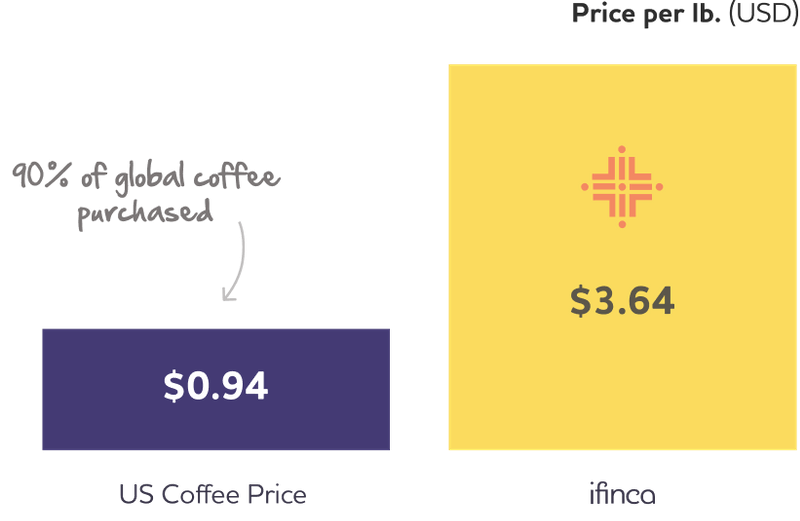 Price per lb. (USD)
90% of global coffee
purchased
$3.64
$0.94
US Coffee Price
ifinca